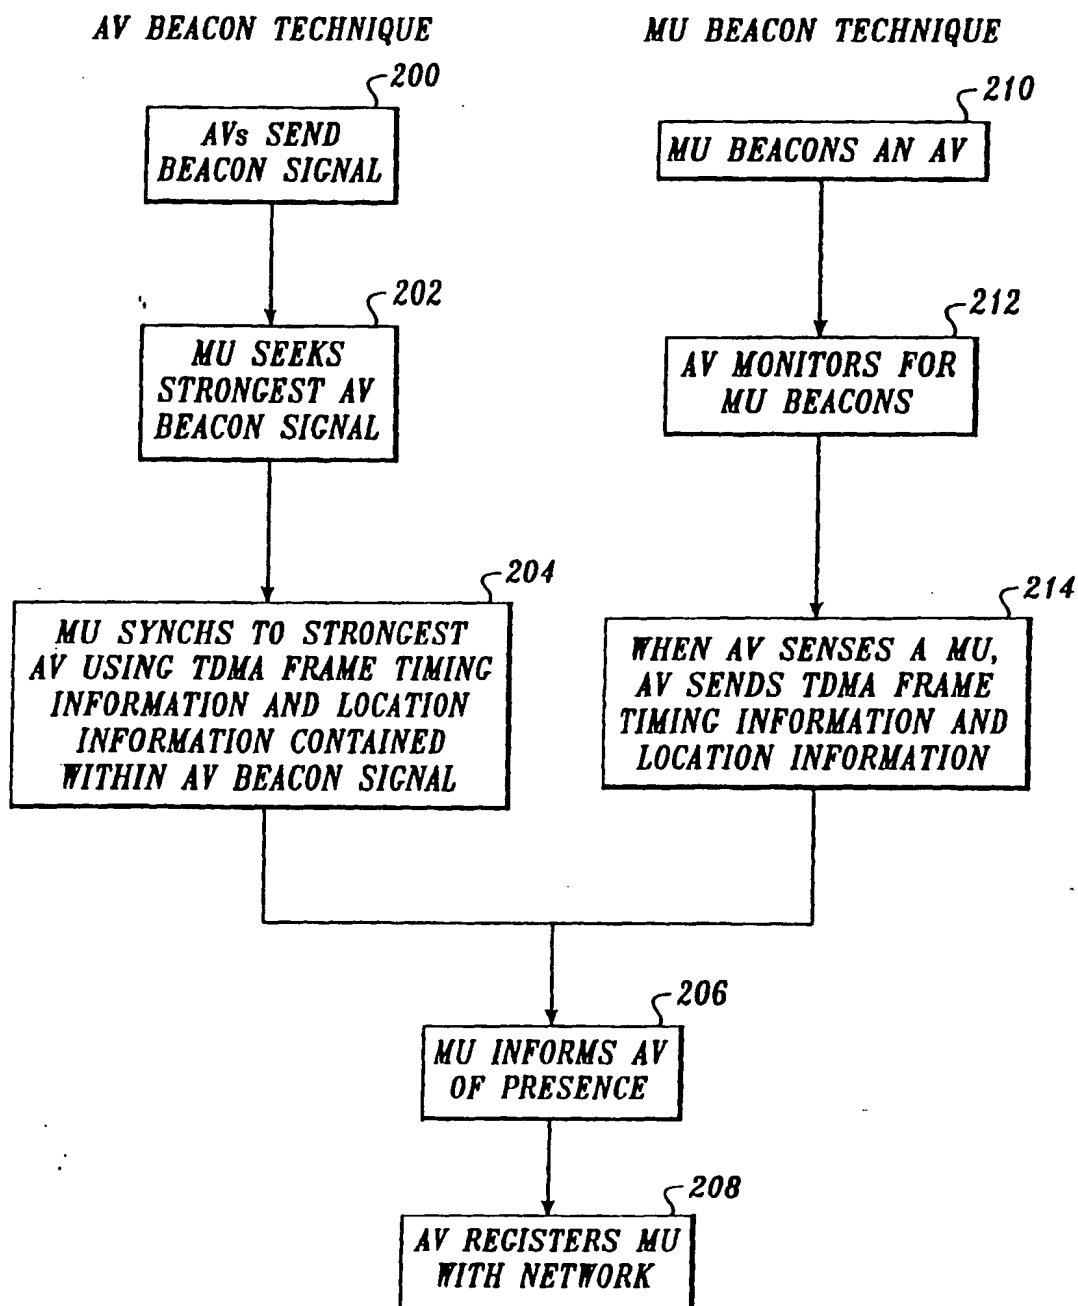 AV BEACON TECHNIQUE
200
AVs SEND
BEACON SIGNAL
202
MU SEEKS
STRONGEST AV
BEACON SIGNAL
204
MU SYNCHS TO STRONGEST
AV USING TDMA FRAME TIMING
INFORMATION AND LOCATION
INFORMATION CONTAINED
WITHIN AV BEACON SIGNAL
MU BEACON TECHNIQUE
210
MU BEACONS AN AV
212
AV MONITORS FOR
MU BEACONS
214
WHEN AV SENSES A MU,
AV SENDS TDMA FRAME
TIMING INFORMATION AND
LOCATION INFORMATION
206
MU INFORMS AV
OF PRESENCE
208
AV REGISTERS MU
WITH NETWORK